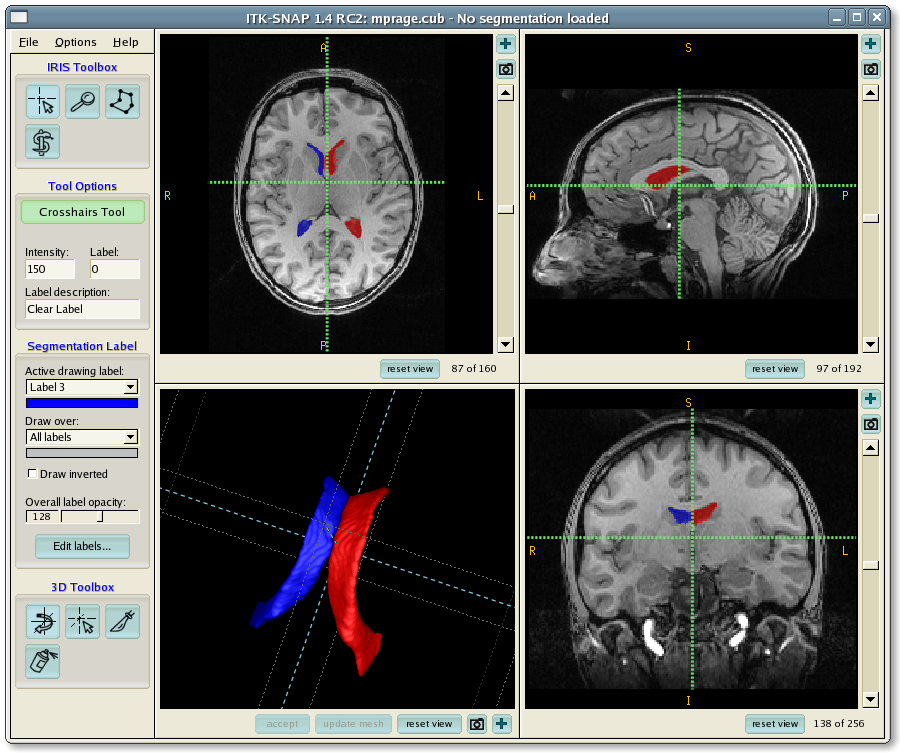 ITK-SNAP 1.4 RC2: mprage.cub - No segmentation loaded
File Options Help
IRIS Toolbox
Tool Options
Crosshairs Tool
Intensity: Label:
150 0
Label description:
Clear Label
Segmentation Label
Active drawing label:
Label 3
Draw over:
All labels
Draw inverted
Overall label opacity:
128
Edit labels...
3D Toolbox
A
R L
P
reset view 87 of 160
S
A P
I
reset view 97 of 192
accept update mesh reset view
S
R L
I
reset view 138 of 256